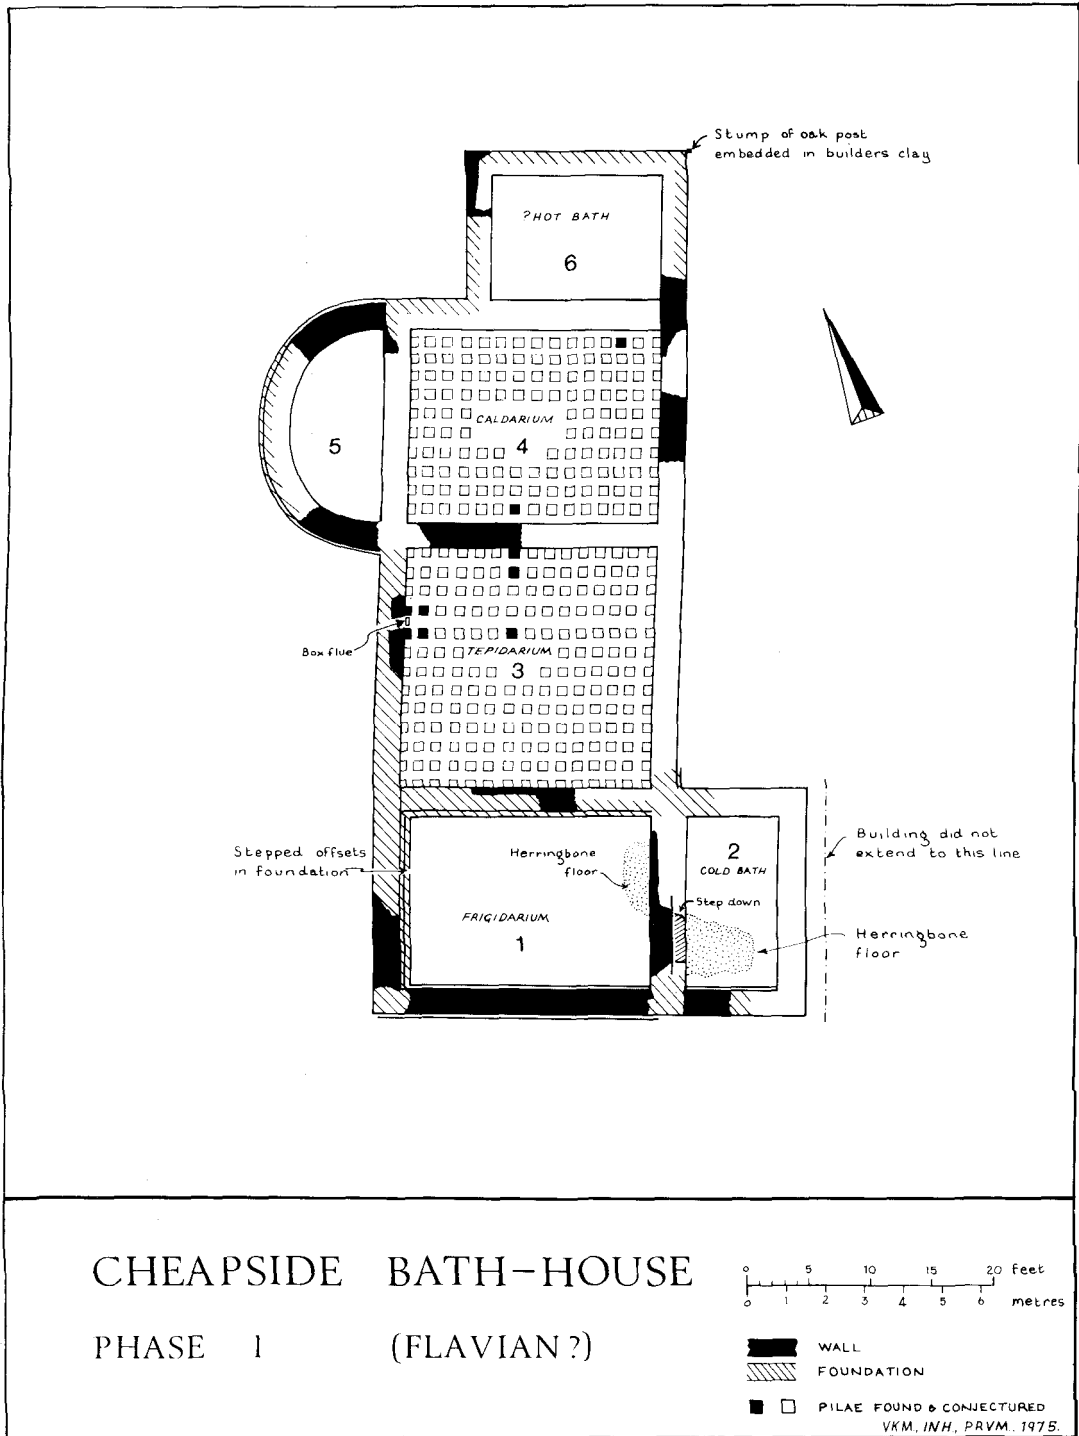 Stump of oak post
embedded in builders clay
?HOT BATH
6
5
CALDARIUM
4
Box flue
TEPIDARIUM
3
Stepped offsets
in foundation
Herringbone
floor
2
COLD BATH
Step down
Building did not
extend to this line
FRIGIDARIUM
1
Herringbone
floor
CHEAPSIDE BATH-HOUSE
PHASE 1 (FLAVIAN?)
0 5 10 15 20 feet
0 1 2 3 4 5 6 metres
WALL
FOUNDATION
PILAE FOUND & CONJECTURED
VKM., INH., PRVM.. 1975.